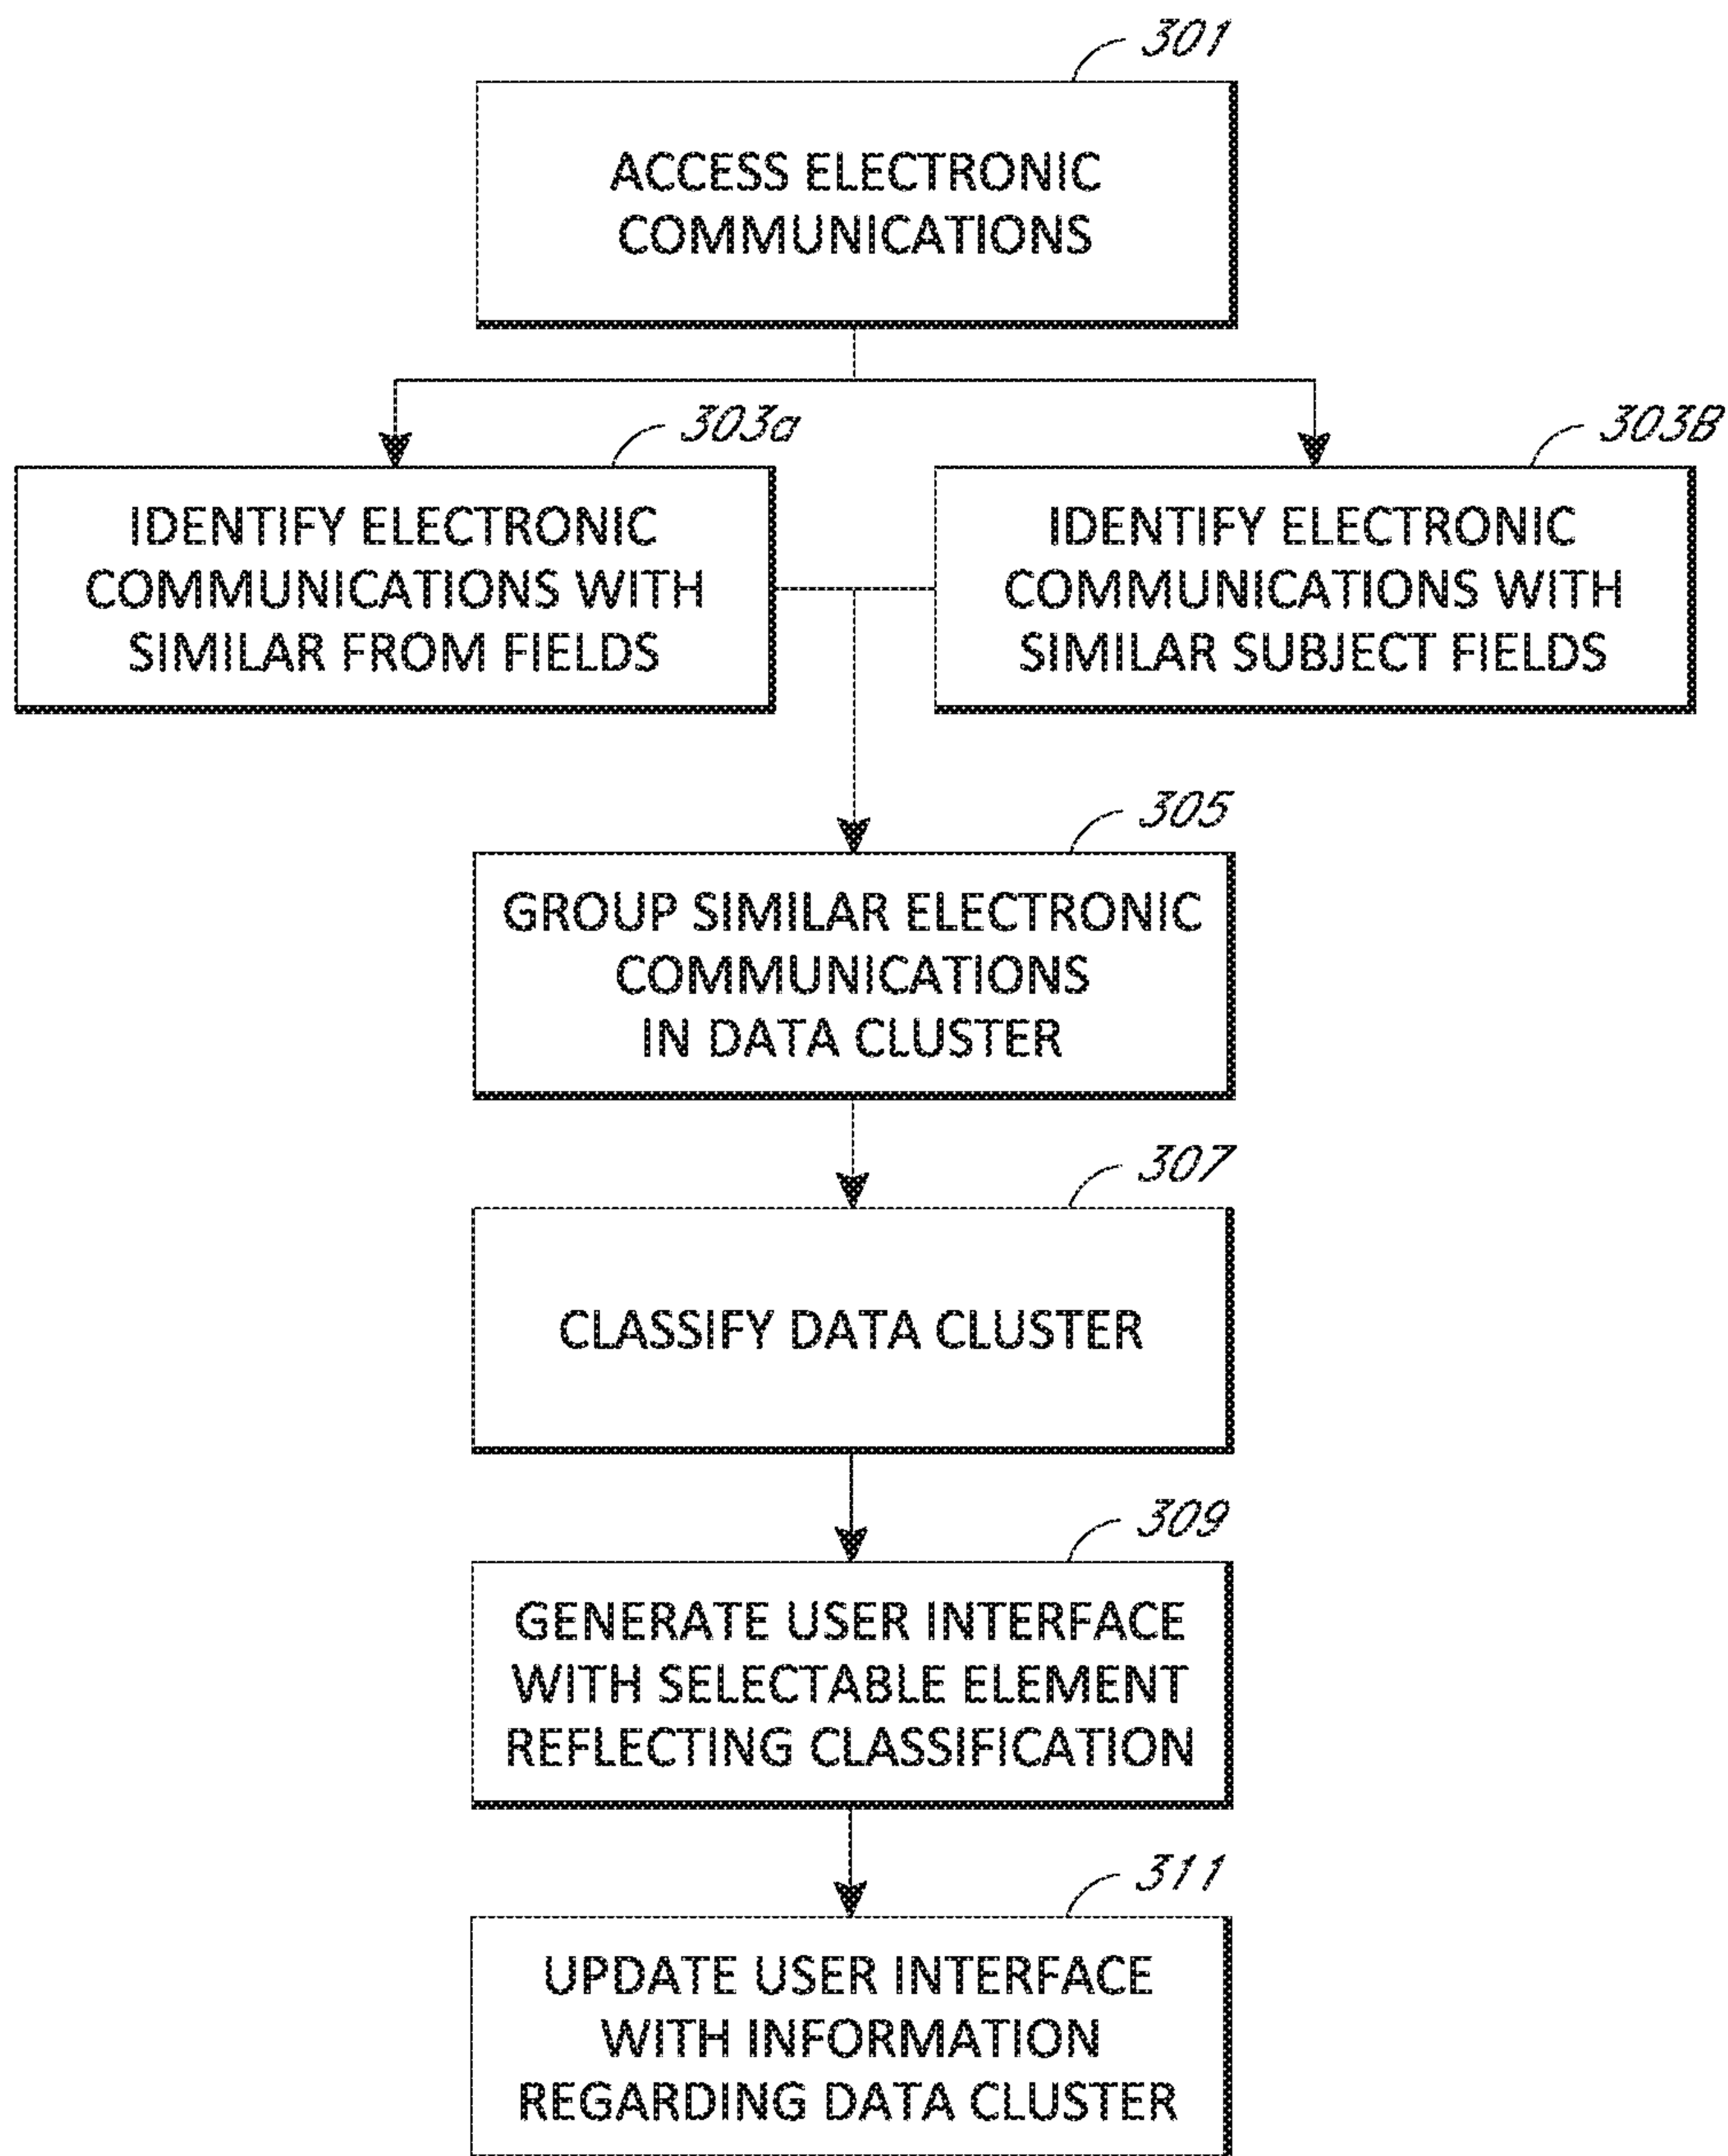 301
ACCESS ELECTRONIC
COMMUNICATIONS
303a
IDENTIFY ELECTRONIC
COMMUNICATIONS WITH
SIMILAR FROM FIELDS
303B
IDENTIFY ELECTRONIC
COMMUNICATIONS WITH
SIMILAR SUBJECT FIELDS
305
GROUP SIMILAR ELECTRONIC
COMMUNICATIONS
IN DATA CLUSTER
307
CLASSIFY DATA CLUSTER
309
GENERATE USER INTERFACE
WITH SELECTABLE ELEMENT
REFLECTING CLASSIFICATION
311
UPDATE USER INTERFACE
WITH INFORMATION
REGARDING DATA CLUSTER